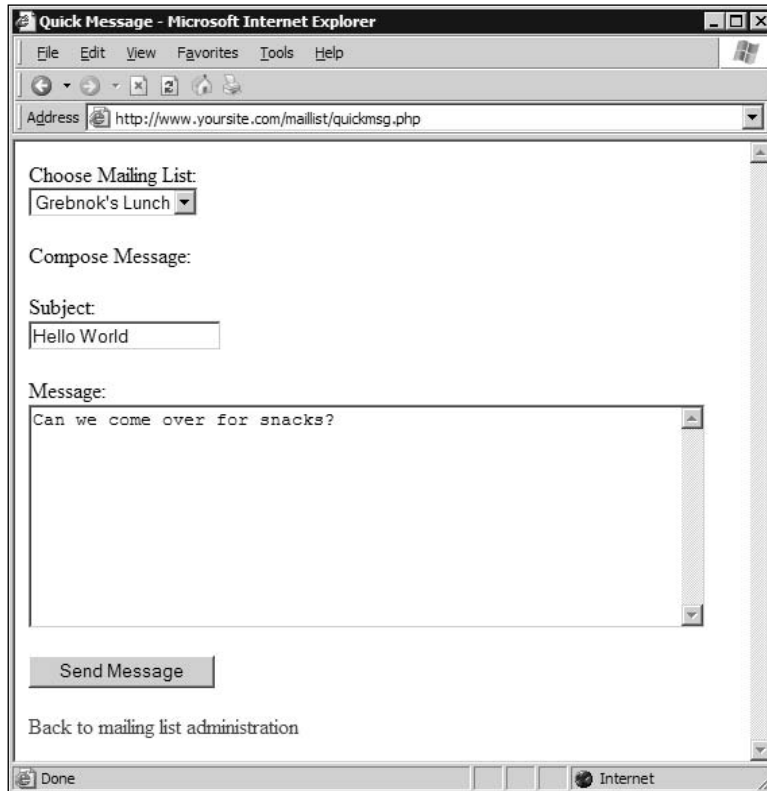 Quick Message - Microsoft Internet Explorer
File Edit View Favorites Tools Help
Address http://www.yoursite.com/maillist/quickmsg.php
Choose Mailing List:
Grebnok's Lunch
Compose Message:
Subject:
Hello World
Message:
Can we come over for snacks?
Send Message
Back to mailing list administration
Done Internet